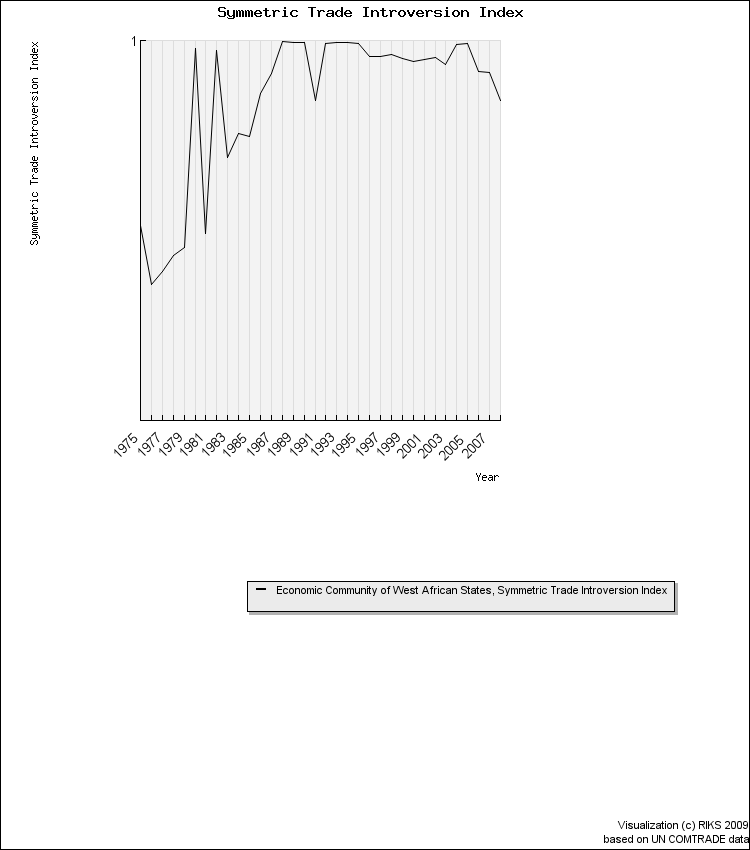 Symmetric Trade Introversion Index
Symmetric Trade Introversion Index
1
1975 1977 1979 1981 1983 1985 1987 1989 1991 1993 1995 1997 1999 2001 2003 2005 2007
Year
Economic Community of West African States, Symmetric Trade Introversion Index
Visualization (c) RIKS 2009
based on UN COMTRADE data